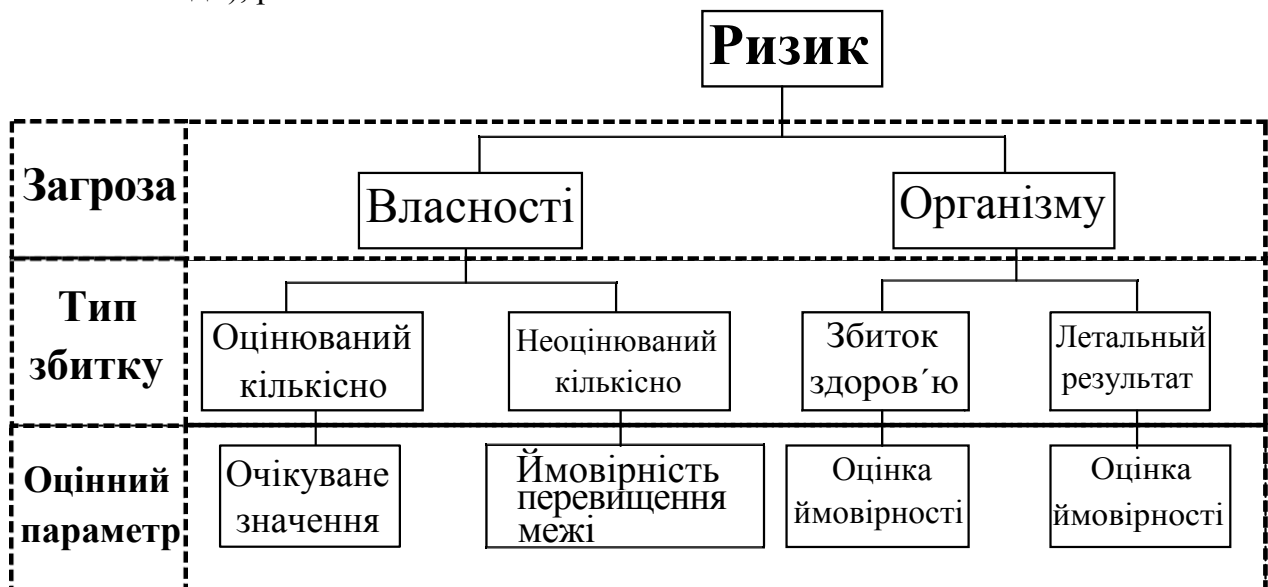 Ризик
Загроза
Власності
Організму
Тип
збитку
Оцінюваний
кількісно
Неоцінюваний
кількісно
Збиток
здоров´ю
Летальный
результат
Оцінний
параметр
Очікуване
значення
Ймовірність
перевищення
межі
Оцінка
ймовірності
Оцінка
ймовірності